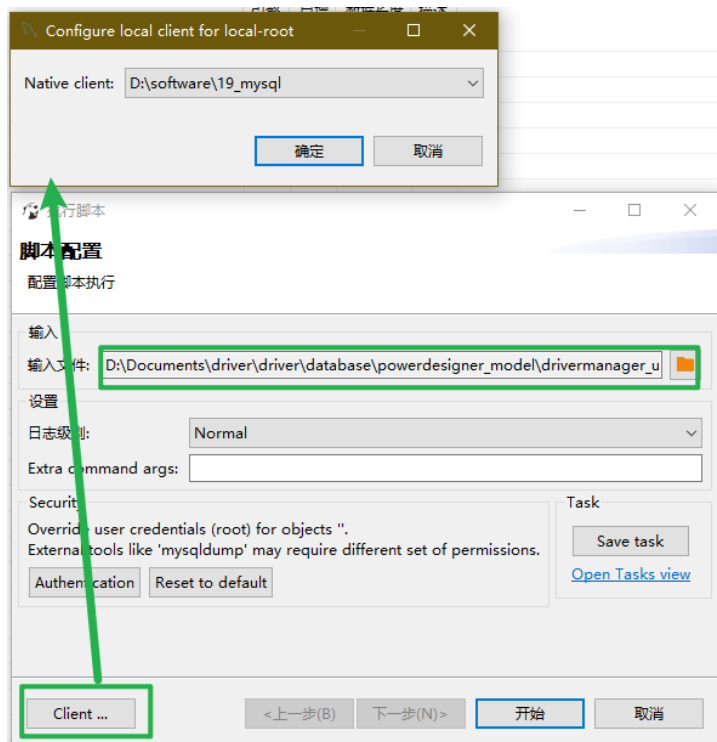 Configure local client for local-root
Native client: D:\software\19_mysql
确定 取消
执行脚本
脚本配置
配置脚本执行
输入
输入文件: D:\Documents\driver\driver\database\powerdesigner_model\drivermanager_u
设置
日志级别: Normal
Extra command args:
Security
Override user credentials (root) for objects ''.
External tools like 'mysqldump' may require different set of permissions.
Authentication Reset to default
Task
Save task
Open Tasks view
Client ... <上一步(B) 下一步(N)> 开始 取消